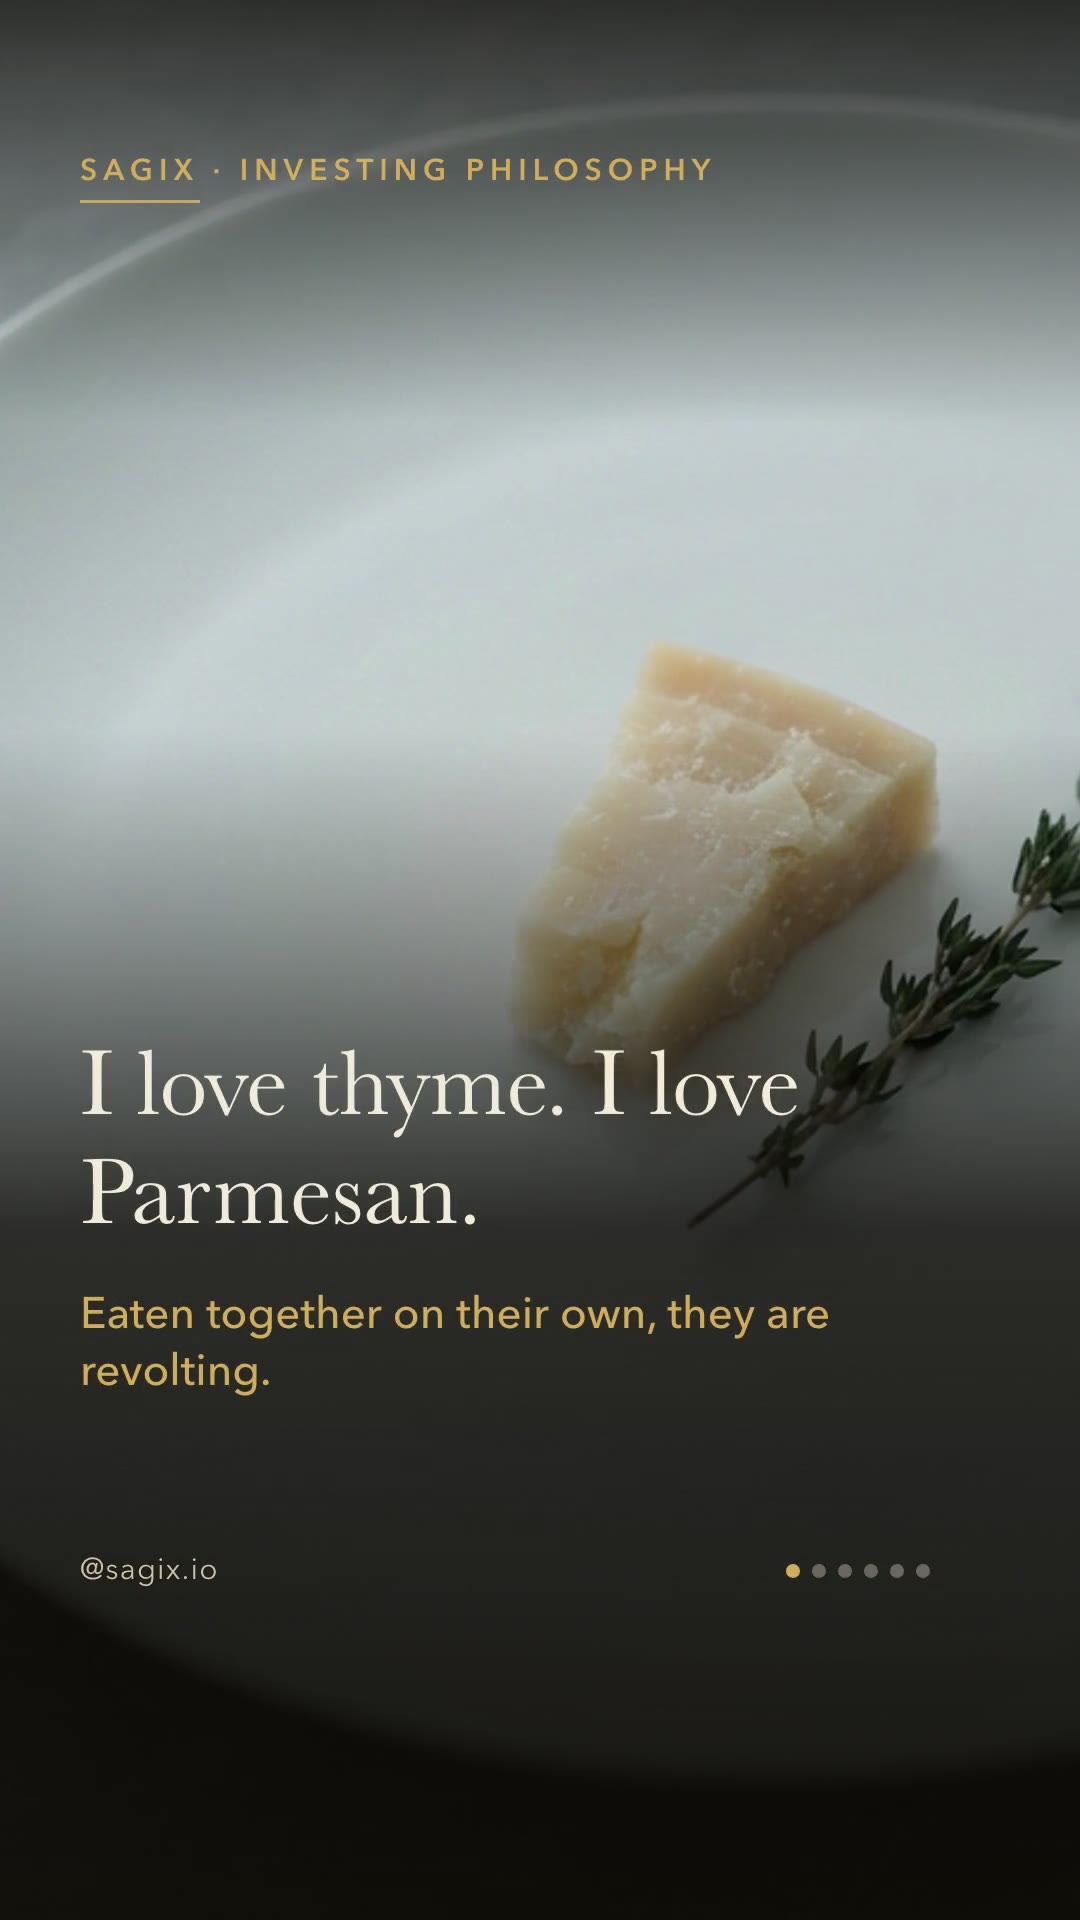 SAGIX · INVESTING PHILOSOPHY
I love thyme. I love
Parmesan.
Eaten together on their own, they are
revolting.
@sagix.io